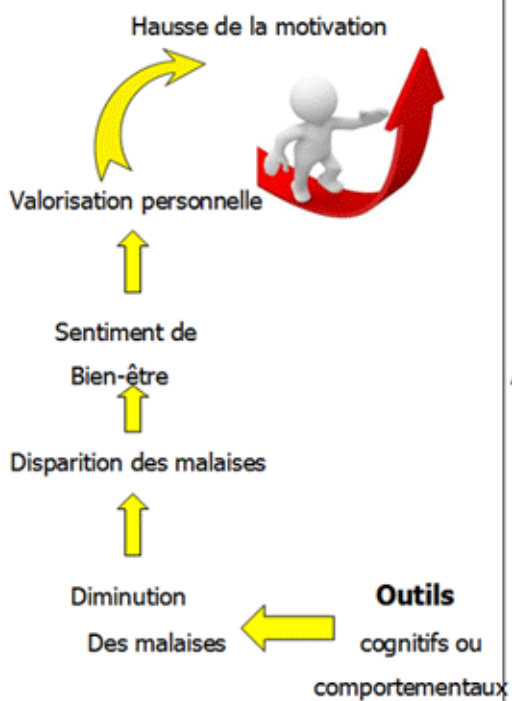 Hausse de la motivation
Valorisation personnelle
Sentiment de
Bien-être
Disparition des malaises
Diminution
Des malaises
Outils
cognitifs ou
comportementaux